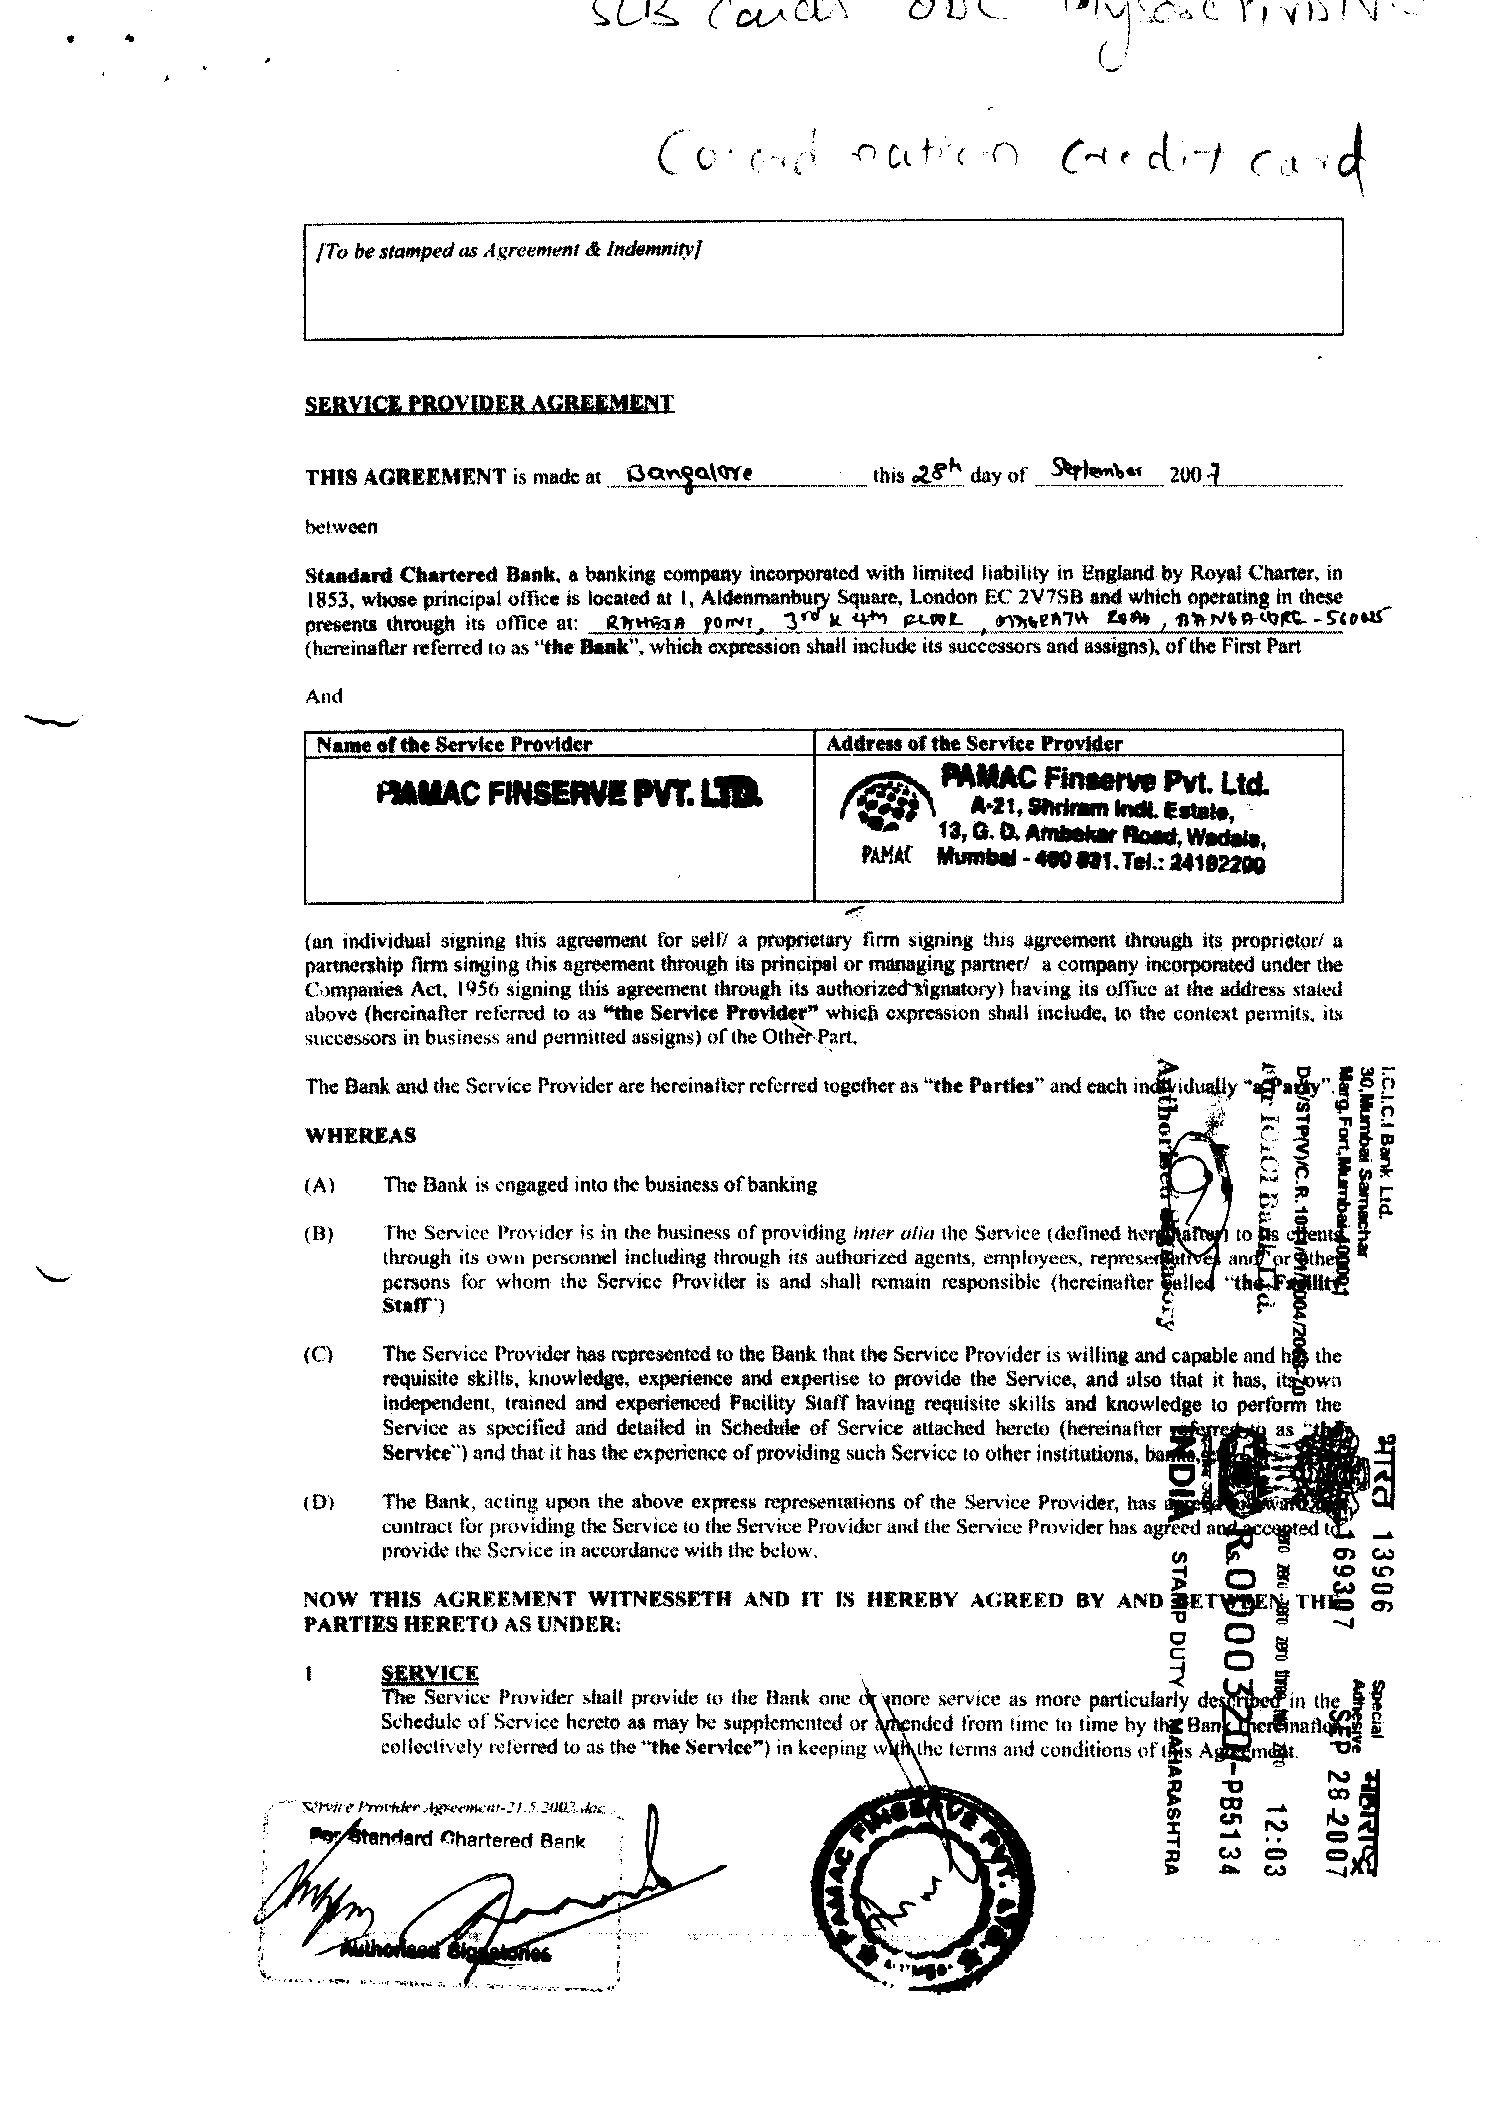 SCB Cards ODC Mysore
Co-ord nation Credit card
[To be stamped as Agreement & Indemnity]
SERVICE PROVIDER AGREEMENT
THIS AGREEMENT is made at Bangalore this 28th day of September 2007
between
Standard Chartered Bank, a banking company incorporated with limited liability in England by Royal Charter, in
1853, whose principal office is located at 1, Aldenmanbury Square, London EC 2V7SB and which operating in these
presents through its office at: RAHEJA POINT, 3rd & 4th FLOOR, MAGRATH ROAD, BANGALORE - 560025
(hereinafter referred to as "the Bank", which expression shall include its successors and assigns), of the First Part
And
Name of the Service Provider Address of the Service Provider
PAMAC FINSERVE PVT. LTD.
PAMAC Finserve Pvt. Ltd.
A-21, Shriram Indl. Estate,
13, G. D. Ambekar Road, Wadala,
PAMAC Mumbai - 400 031. Tel.: 24182200
(an individual signing this agreement for self/ a proprietary firm signing this agreement through its proprietor/ a
partnership firm singing this agreement through its principal or managing partner/ a company incorporated under the
Companies Act, 1956 signing this agreement through its authorized signatory) having its office at the address stated
above (hereinafter referred to as "the Service Provider" which expression shall include, to the context permits, its
successors in business and permitted assigns) of the Other Part.
The Bank and the Service Provider are hereinafter referred together as "the Parties" and each individually "a Party".
WHEREAS
(A) The Bank is engaged into the business of banking
(B) The Service Provider is in the business of providing inter alia the Service (defined hereinafter) to its clients
through its own personnel including through its authorized agents, employees, representatives and/ or other
persons for whom the Service Provider is and shall remain responsible (hereinafter called "the Facility
Staff")
(C) The Service Provider has represented to the Bank that the Service Provider is willing and capable and has the
requisite skills, knowledge, experience and expertise to provide the Service, and also that it has, its own
independent, trained and experienced Facility Staff having requisite skills and knowledge to perform the
Service as specified and detailed in Schedule of Service attached hereto (hereinafter referred to as "the
Service") and that it has the experience of providing such Service to other institutions,
(D) The Bank, acting upon the above express representations of the Service Provider, has agreed to award
contract for providing the Service to the Service Provider and the Service Provider has agreed and accepted to
provide the Service in accordance with the below.
NOW THIS AGREEMENT WITNESSETH AND IT IS HEREBY AGREED BY AND BETWEEN THE
PARTIES HERETO AS UNDER:
1 SERVICE
The Service Provider shall provide to the Bank one or more service as more particularly described in the
Schedule of Service hereto as may be supplemented or amended from time to time by the Bank (hereinafter
collectively referred to as the "the Service") in keeping with the terms and conditions of this Agreement.
Service Provider Agreement-21.5.2002.doc
For Standard Chartered Bank
Authorised Signatories
PAMAC FINSERVE PVT. LTD.
I.C.I.C.I Bank Ltd.
30,Mumbai Samachar
Marg,Fort,Mumbai-400001
For ICICI Bank Ltd.
Authorised Signatory
भारत 13906
169307
Special
Adhesive
महाराष्ट्र
SEP 28 2007
12:03
R.0000320-PB5134
INDIA STAMP DUTY MAHARASHTRA